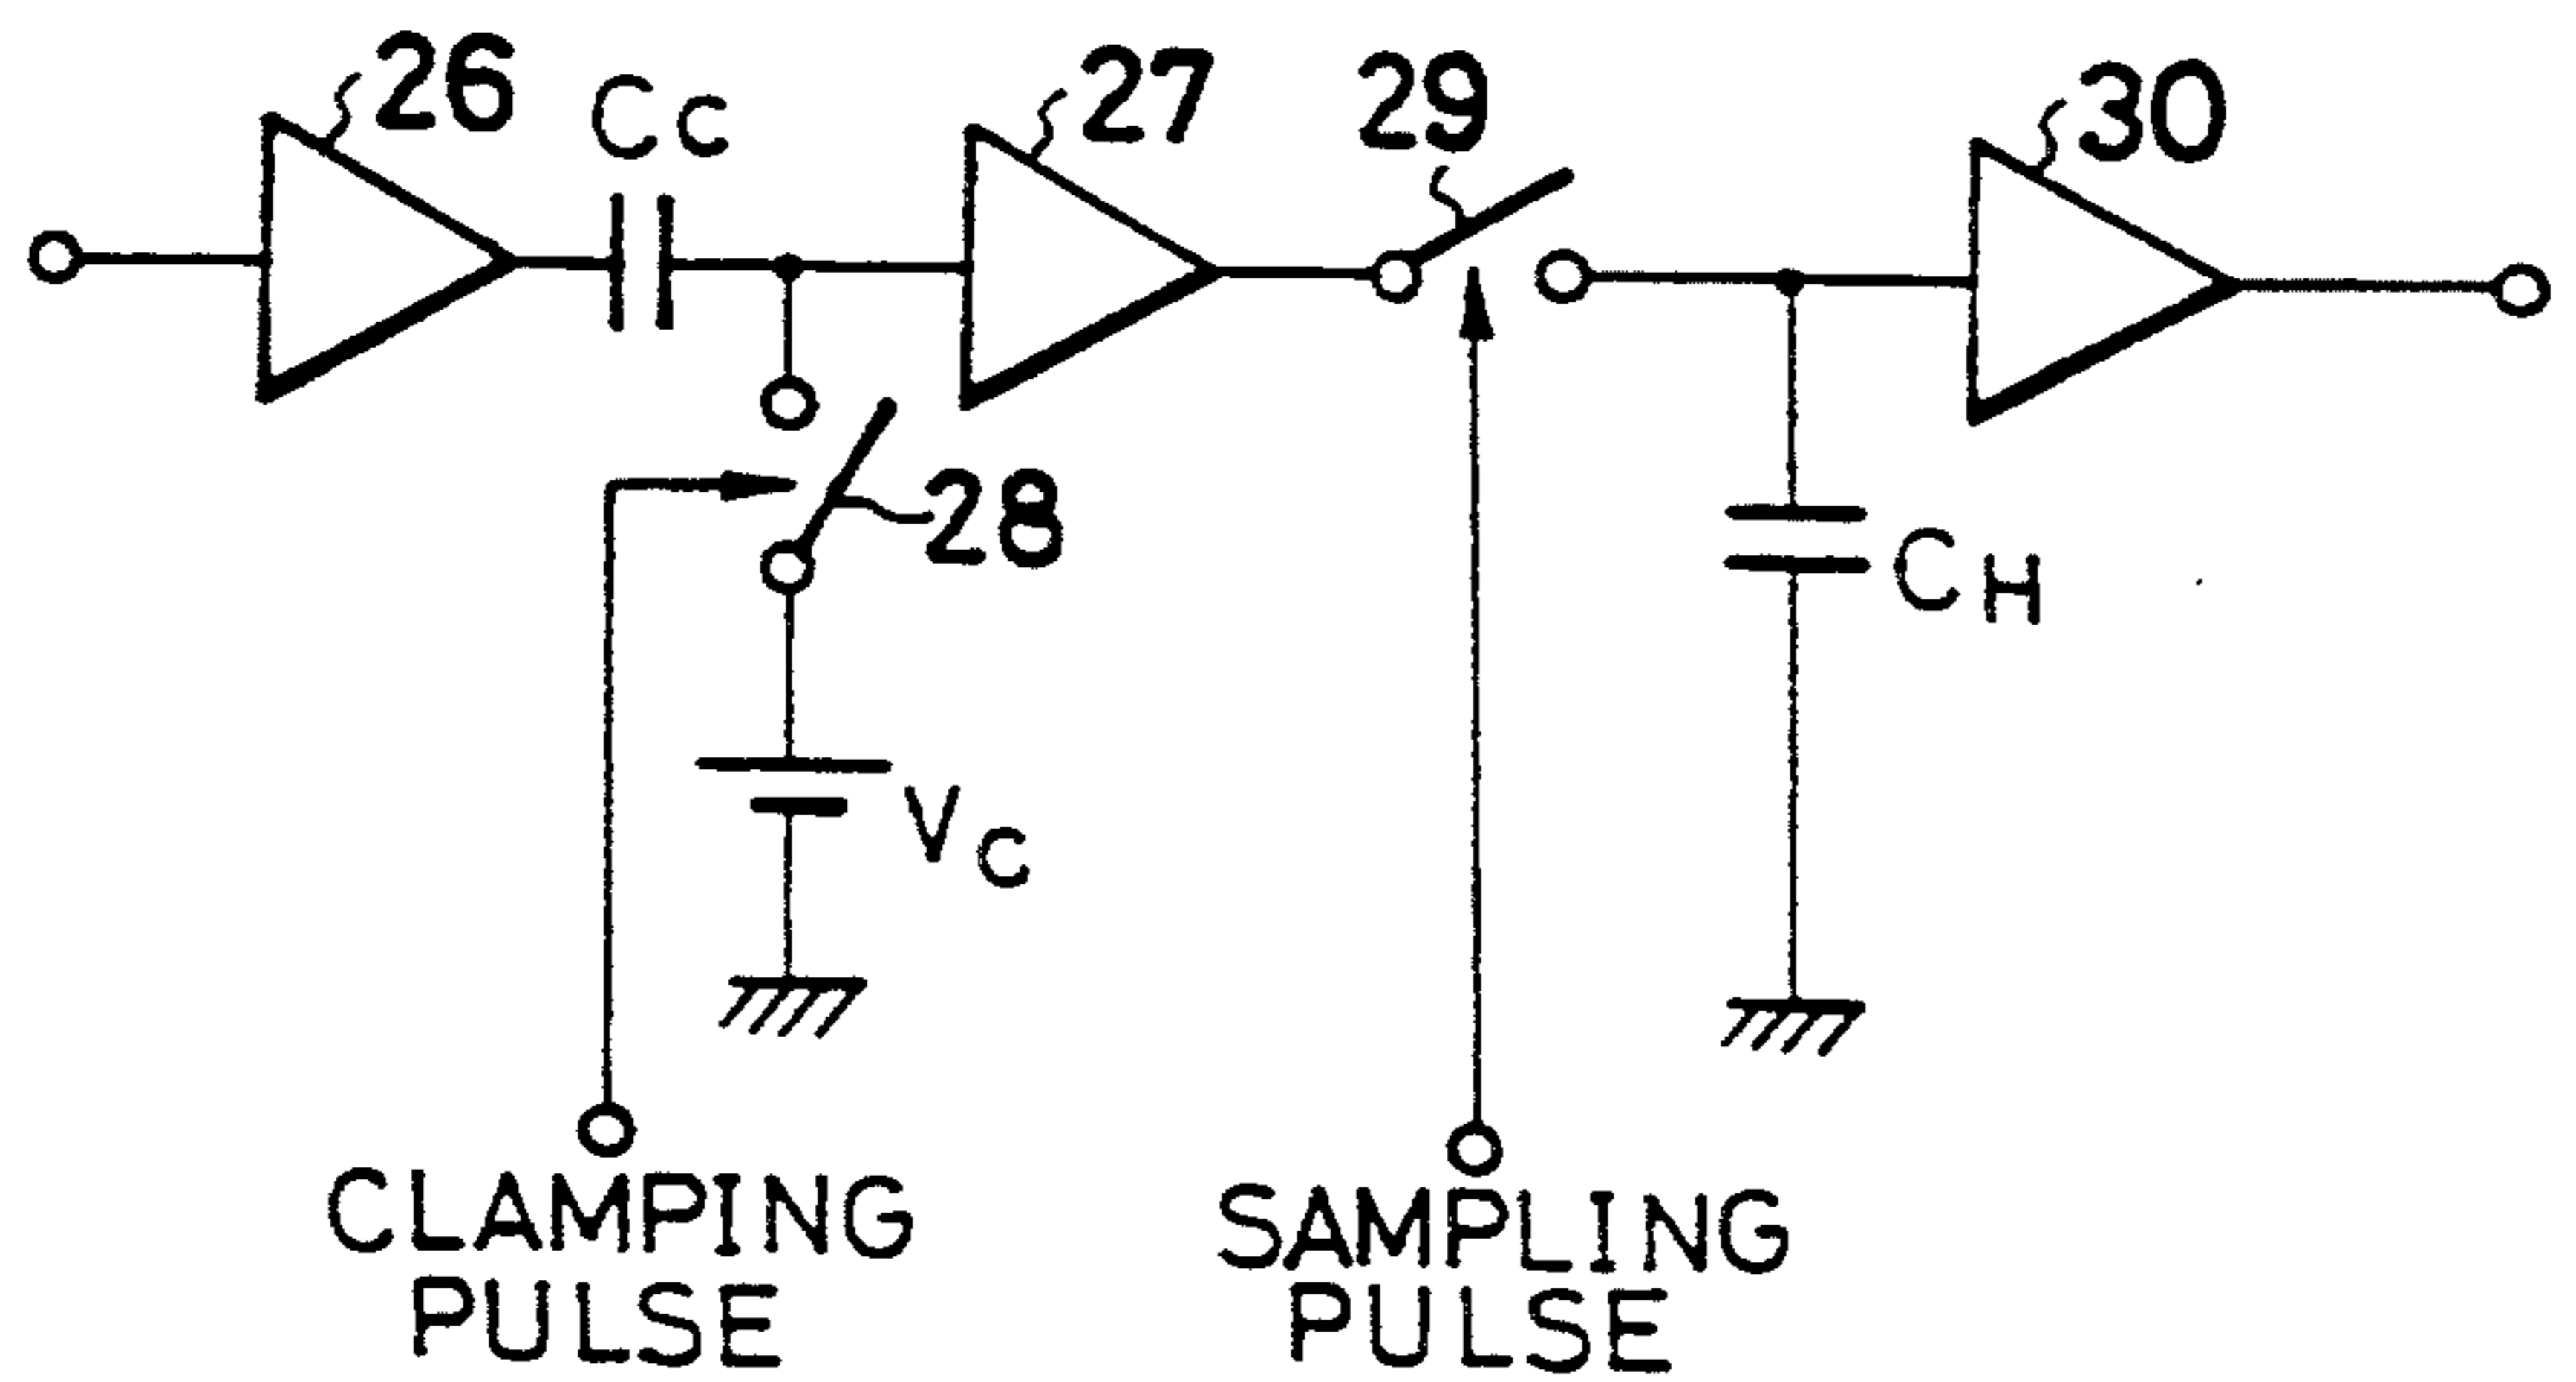 26
Cc
27
29
30
28
CH
Vc
CLAMPING
PULSE
SAMPLING
PULSE